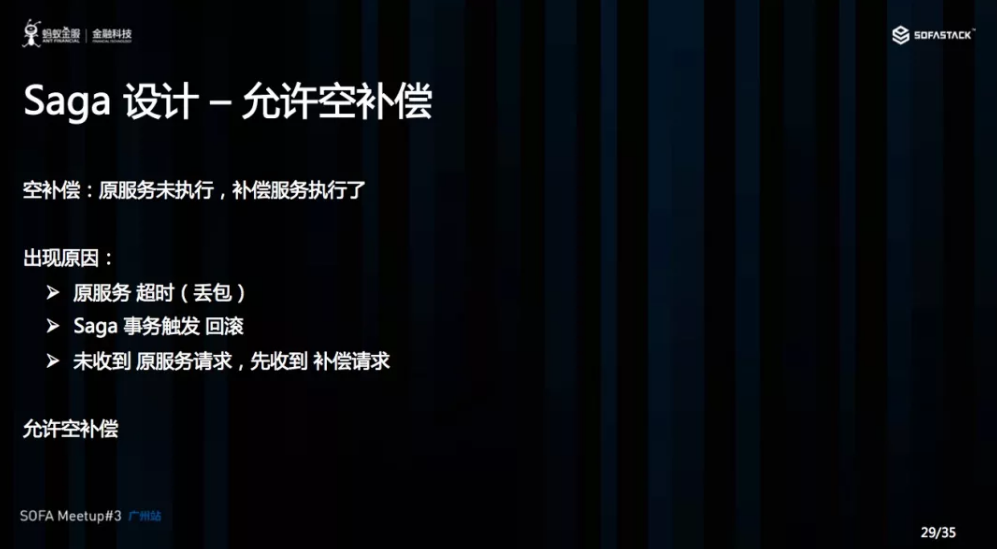 蚂蚁金服 | 金融科技
ANT FINANCIAL FINANCIAL TECHNOLOGY
SOFASTACK
Saga 设计 – 允许空补偿
空补偿：原服务未执行，补偿服务执行了
出现原因：
➢ 原服务 超时（丢包）
➢ Saga 事务触发 回滚
➢ 未收到 原服务请求，先收到 补偿请求
允许空补偿
SOFA Meetup#3 广州站
29/35